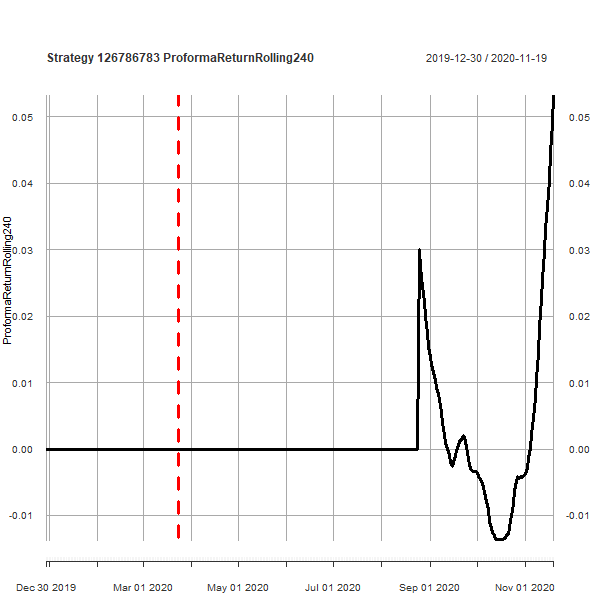 Strategy 126786783 ProformaReturnRolling240
2019-12-30 / 2020-11-19
ProformaReturnRolling240
0.05
0.04
0.03
0.02
0.01
0.00
-0.01
0.05
0.04
0.03
0.02
0.01
0.00
-0.01
Dec 30 2019
Mar 01 2020
May 01 2020
Jul 01 2020
Sep 01 2020
Nov 01 2020